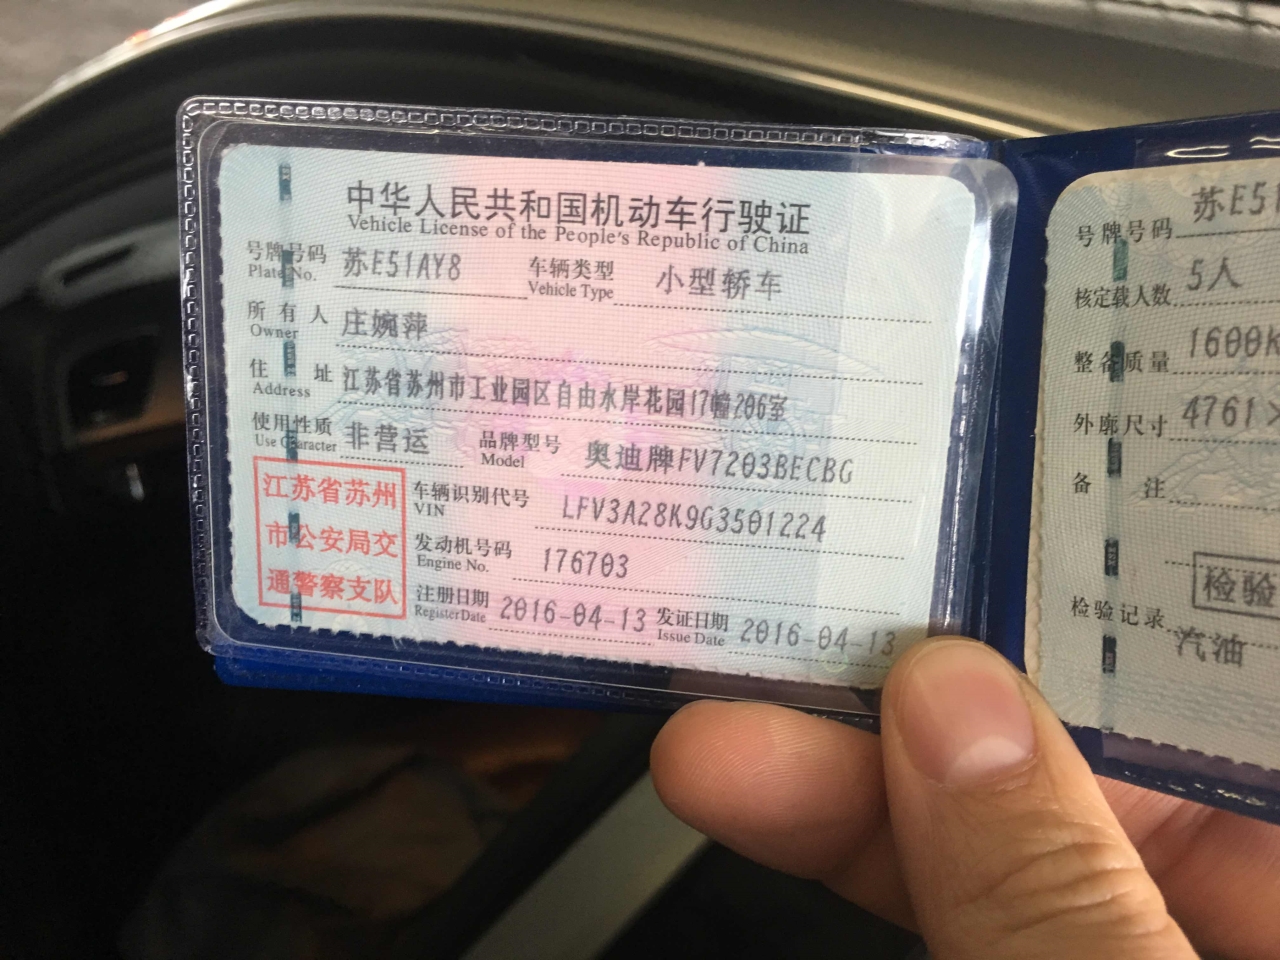 中华人民共和国机动车行驶证
Vehicle License of the People's Republic of China
号牌号码 苏E51AY8 车辆类型 小型轿车
Plate No. Vehicle Type
所有人 庄婉萍
Owner
住址 江苏省苏州市工业园区自由水岸花园17幢206室
Address
使用性质 非营运 品牌型号 奥迪牌FV7203BECBG
Use Character Model
江苏省苏州
市公安局交
通警察支队
车辆识别代号 LFV3A28K9G3501224
VIN
发动机号码 176703
Engine No.
注册日期 2016-04-13 发证日期 2016-04-13
Register Date Issue Date
号牌号码 苏E51
核定载人数 5人
整备质量 1600k
外廓尺寸 4761×
备注
检验记录
检验
汽油